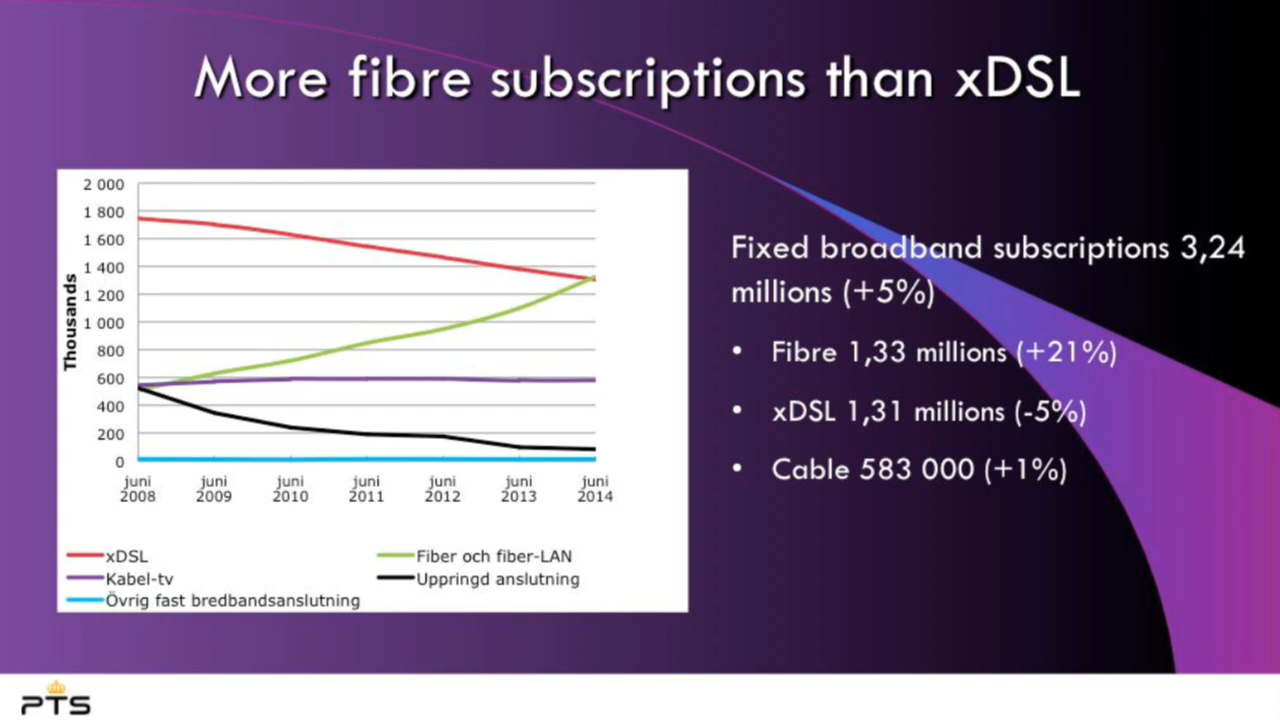 More fibre subscriptions than xDSL
Thousands
2 000
1 800
1 600
1 400
1 200
1 000
800
600
400
200
0
juni 2008
juni 2009
juni 2010
juni 2011
juni 2012
juni 2013
juni 2014
xDSL
Fiber och fiber-LAN
Kabel-tv
Uppringd anslutning
Övrig fast bredbandsanslutning
Fixed broadband subscriptions 3,24
millions (+5%)
• Fibre 1,33 millions (+21%)
• xDSL 1,31 millions (-5%)
• Cable 583 000 (+1%)
PTS